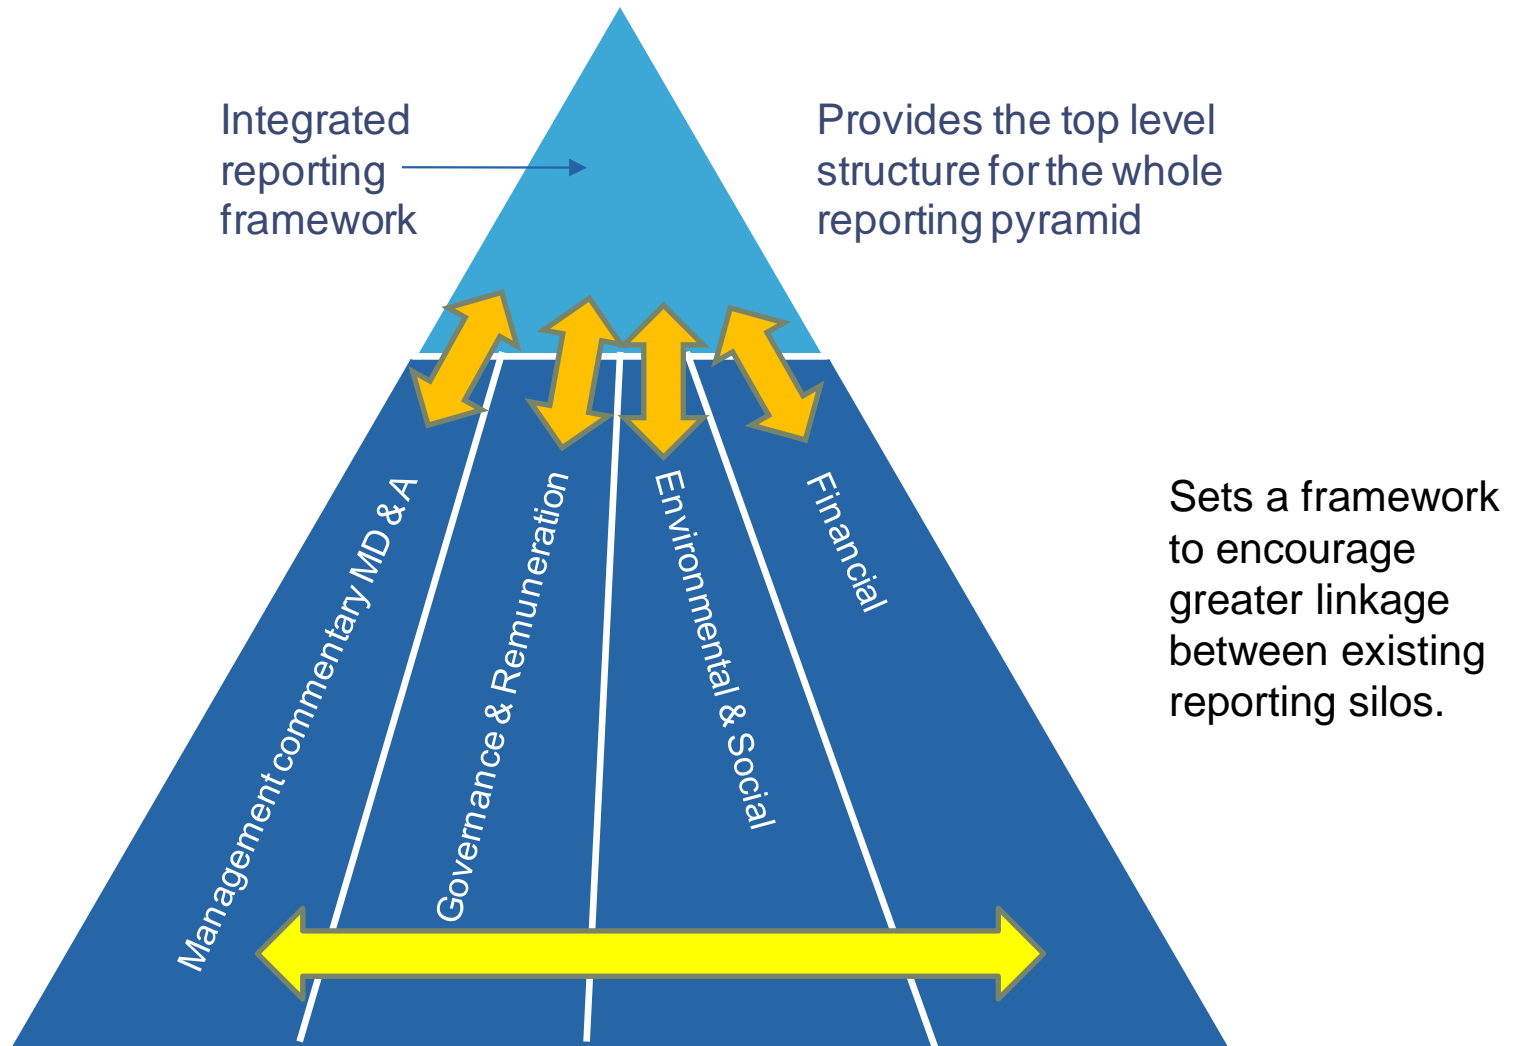 Integrated
reporting
framework
Provides the top level
structure for the whole
reporting pyramid
Management commentary MD & A
Governance & Remuneration
Environmental & Social
Financial
Sets a framework
to encourage
greater linkage
between existing
reporting silos.